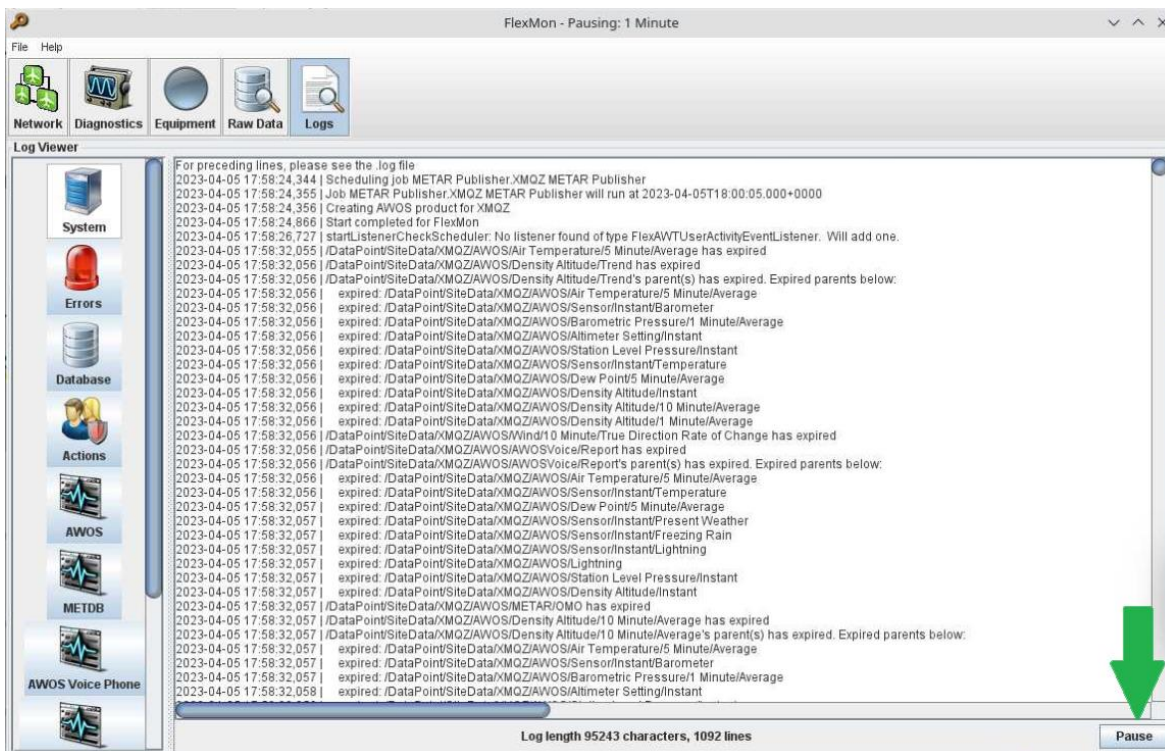 FlexMon - Pausing: 1 Minute
File Help
Network Diagnostics Equipment Raw Data Logs
Log Viewer
System
Errors
Database
Actions
AWOS
METDB
AWOS Voice Phone
For preceding lines, please see the .log file
2023-04-05 17:58:24,344 | Scheduling job METAR Publisher.XMQZ METAR Publisher
2023-04-05 17:58:24,355 | Job METAR Publisher.XMQZ METAR Publisher will run at 2023-04-05T18:00:05.000+0000
2023-04-05 17:58:24,356 | Creating AWOS product for XMQZ
2023-04-05 17:58:24,866 | Start completed for FlexMon
2023-04-05 17:58:26,727 | startListenerCheckScheduler: No listener found of type FlexAWTUserActivityEventListener.  Will add one.
2023-04-05 17:58:32,055 | /DataPoint/SiteData/XMQZ/AWOS/Air Temperature/5 Minute/Average has expired
2023-04-05 17:58:32,056 | /DataPoint/SiteData/XMQZ/AWOS/Density Altitude/Trend has expired
2023-04-05 17:58:32,056 | /DataPoint/SiteData/XMQZ/AWOS/Density Altitude/Trend's parent(s) has expired. Expired parents below:
2023-04-05 17:58:32,056 |    expired: /DataPoint/SiteData/XMQZ/AWOS/Air Temperature/5 Minute/Average
2023-04-05 17:58:32,056 |    expired: /DataPoint/SiteData/XMQZ/AWOS/Sensor/Instant/Barometer
2023-04-05 17:58:32,056 |    expired: /DataPoint/SiteData/XMQZ/AWOS/Barometric Pressure/1 Minute/Average
2023-04-05 17:58:32,056 |    expired: /DataPoint/SiteData/XMQZ/AWOS/Altimeter Setting/Instant
2023-04-05 17:58:32,056 |    expired: /DataPoint/SiteData/XMQZ/AWOS/Station Level Pressure/Instant
2023-04-05 17:58:32,056 |    expired: /DataPoint/SiteData/XMQZ/AWOS/Sensor/Instant/Temperature
2023-04-05 17:58:32,056 |    expired: /DataPoint/SiteData/XMQZ/AWOS/Dew Point/5 Minute/Average
2023-04-05 17:58:32,056 |    expired: /DataPoint/SiteData/XMQZ/AWOS/Density Altitude/Instant
2023-04-05 17:58:32,056 |    expired: /DataPoint/SiteData/XMQZ/AWOS/Density Altitude/10 Minute/Average
2023-04-05 17:58:32,056 |    expired: /DataPoint/SiteData/XMQZ/AWOS/Density Altitude/1 Minute/Average
2023-04-05 17:58:32,056 | /DataPoint/SiteData/XMQZ/AWOS/Wind/10 Minute/True Direction Rate of Change has expired
2023-04-05 17:58:32,056 | /DataPoint/SiteData/XMQZ/AWOS/AWOSVoice/Report has expired
2023-04-05 17:58:32,056 | /DataPoint/SiteData/XMQZ/AWOS/AWOSVoice/Report's parent(s) has expired. Expired parents below:
2023-04-05 17:58:32,056 |    expired: /DataPoint/SiteData/XMQZ/AWOS/Air Temperature/5 Minute/Average
2023-04-05 17:58:32,056 |    expired: /DataPoint/SiteData/XMQZ/AWOS/Sensor/Instant/Temperature
2023-04-05 17:58:32,057 |    expired: /DataPoint/SiteData/XMQZ/AWOS/Dew Point/5 Minute/Average
2023-04-05 17:58:32,057 |    expired: /DataPoint/SiteData/XMQZ/AWOS/Sensor/Instant/Present Weather
2023-04-05 17:58:32,057 |    expired: /DataPoint/SiteData/XMQZ/AWOS/Sensor/Instant/Freezing Rain
2023-04-05 17:58:32,057 |    expired: /DataPoint/SiteData/XMQZ/AWOS/Sensor/Instant/Lightning
2023-04-05 17:58:32,057 |    expired: /DataPoint/SiteData/XMQZ/AWOS/Lightning
2023-04-05 17:58:32,057 |    expired: /DataPoint/SiteData/XMQZ/AWOS/Station Level Pressure/Instant
2023-04-05 17:58:32,057 |    expired: /DataPoint/SiteData/XMQZ/AWOS/Density Altitude/Instant
2023-04-05 17:58:32,057 | /DataPoint/SiteData/XMQZ/AWOS/METAR/OMO has expired
2023-04-05 17:58:32,057 | /DataPoint/SiteData/XMQZ/AWOS/Density Altitude/10 Minute/Average has expired
2023-04-05 17:58:32,057 | /DataPoint/SiteData/XMQZ/AWOS/Density Altitude/10 Minute/Average's parent(s) has expired. Expired parents below:
2023-04-05 17:58:32,057 |    expired: /DataPoint/SiteData/XMQZ/AWOS/Air Temperature/5 Minute/Average
2023-04-05 17:58:32,057 |    expired: /DataPoint/SiteData/XMQZ/AWOS/Sensor/Instant/Barometer
2023-04-05 17:58:32,057 |    expired: /DataPoint/SiteData/XMQZ/AWOS/Barometric Pressure/1 Minute/Average
2023-04-05 17:58:32,058 |    expired: /DataPoint/SiteData/XMQZ/AWOS/Altimeter Setting/Instant
Log length 95243 characters, 1092 lines
Pause